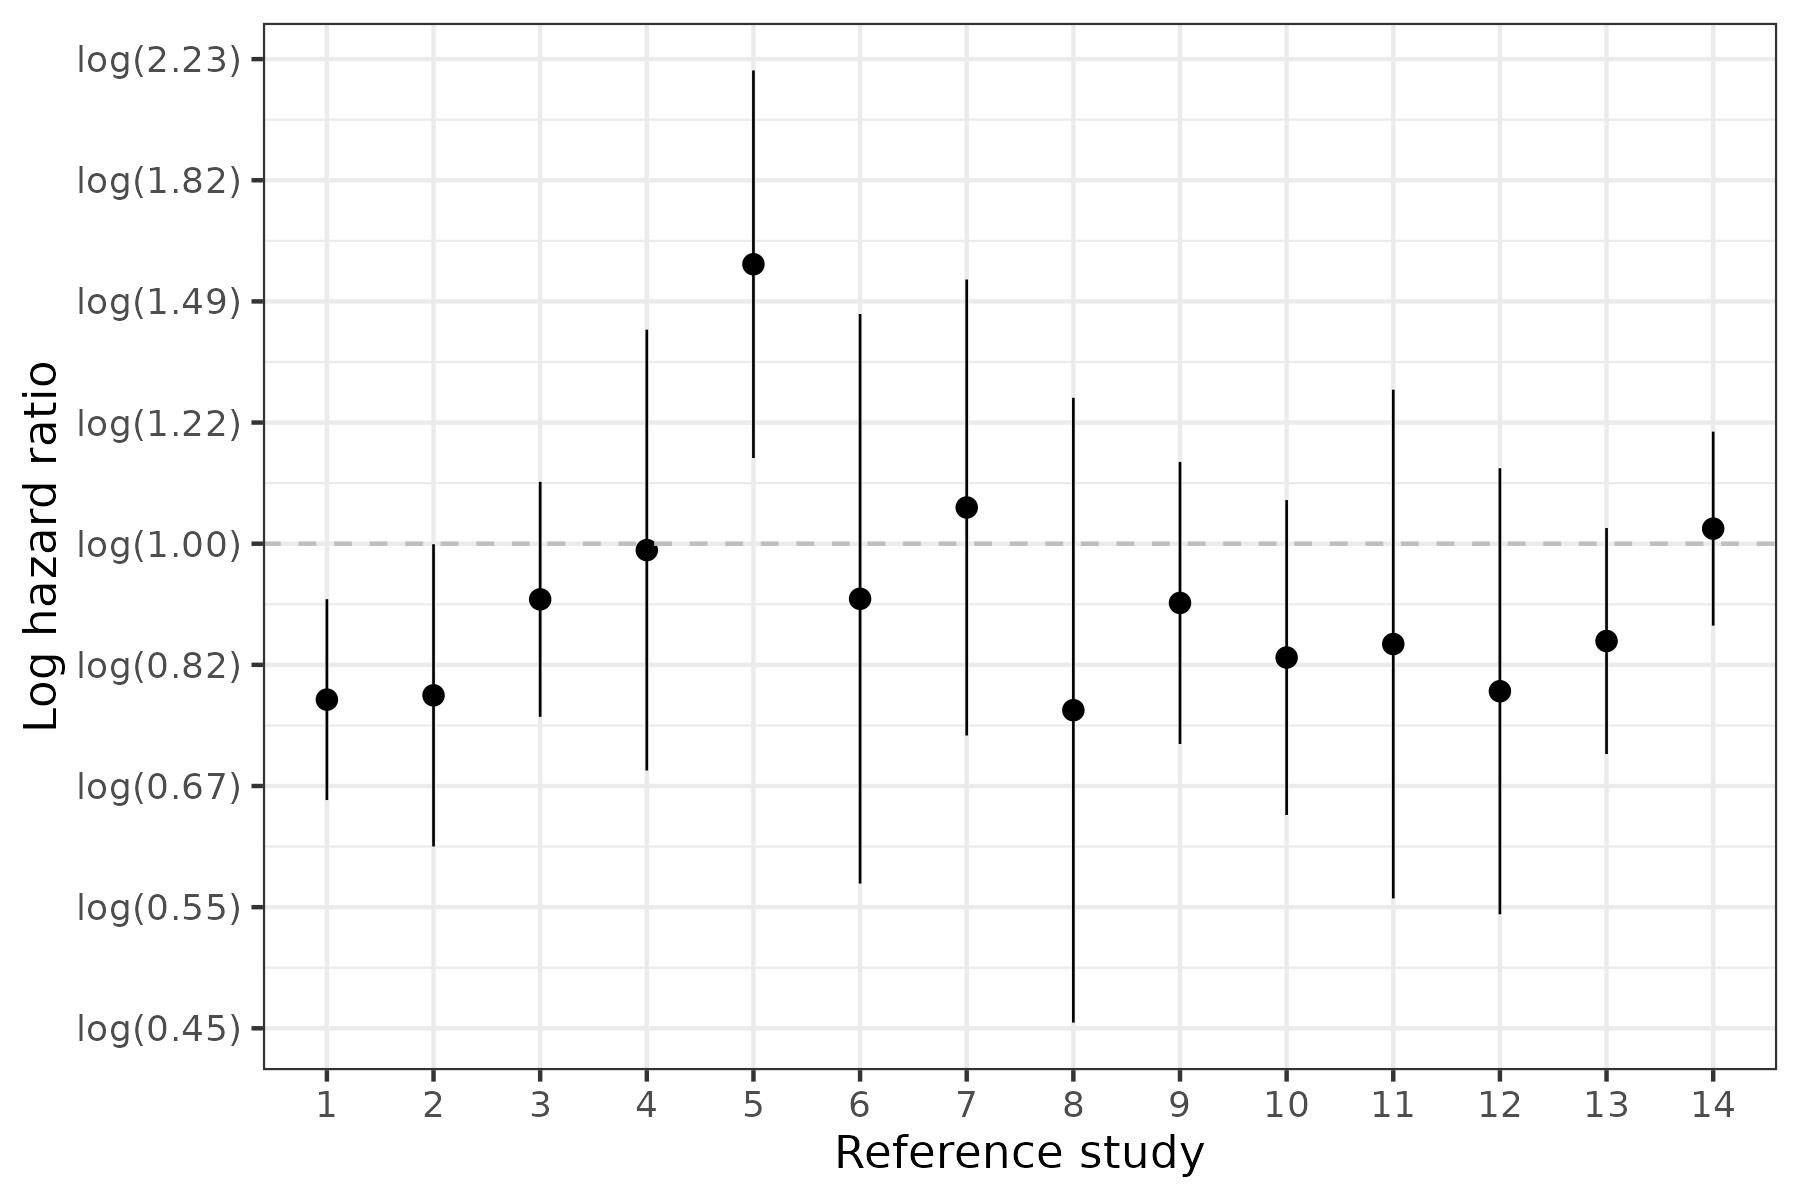 Log hazard ratio
log(2.23)
log(1.82)
log(1.49)
log(1.22)
log(1.00)
log(0.82)
log(0.67)
log(0.55)
log(0.45)
1 2 3 4 5 6 7 8 9 10 11 12 13 14
Reference study